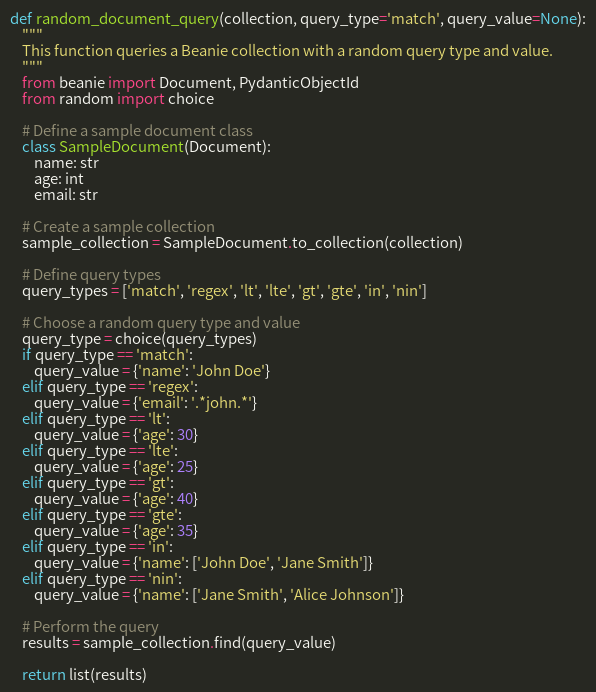 def random_document_query(collection, query_type='match', query_value=None):
    """
    This function queries a Beanie collection with a random query type and value.
    """
    from beanie import Document, PydanticObjectId
    from random import choice

    # Define a sample document class
    class SampleDocument(Document):
        name: str
        age: int
        email: str

    # Create a sample collection
    sample_collection = SampleDocument.to_collection(collection)

    # Define query types
    query_types = ['match', 'regex', 'lt', 'lte', 'gt', 'gte', 'in', 'nin']

    # Choose a random query type and value
    query_type = choice(query_types)
    if query_type == 'match':
        query_value = {'name': 'John Doe'}
    elif query_type == 'regex':
        query_value = {'email': '.*john.*'}
    elif query_type == 'lt':
        query_value = {'age': 30}
    elif query_type == 'lte':
        query_value = {'age': 25}
    elif query_type == 'gt':
        query_value = {'age': 40}
    elif query_type == 'gte':
        query_value = {'age': 35}
    elif query_type == 'in':
        query_value = {'name': ['John Doe', 'Jane Smith']}
    elif query_type == 'nin':
        query_value = {'name': ['Jane Smith', 'Alice Johnson']}

    # Perform the query
    results = sample_collection.find(query_value)

    return list(results)